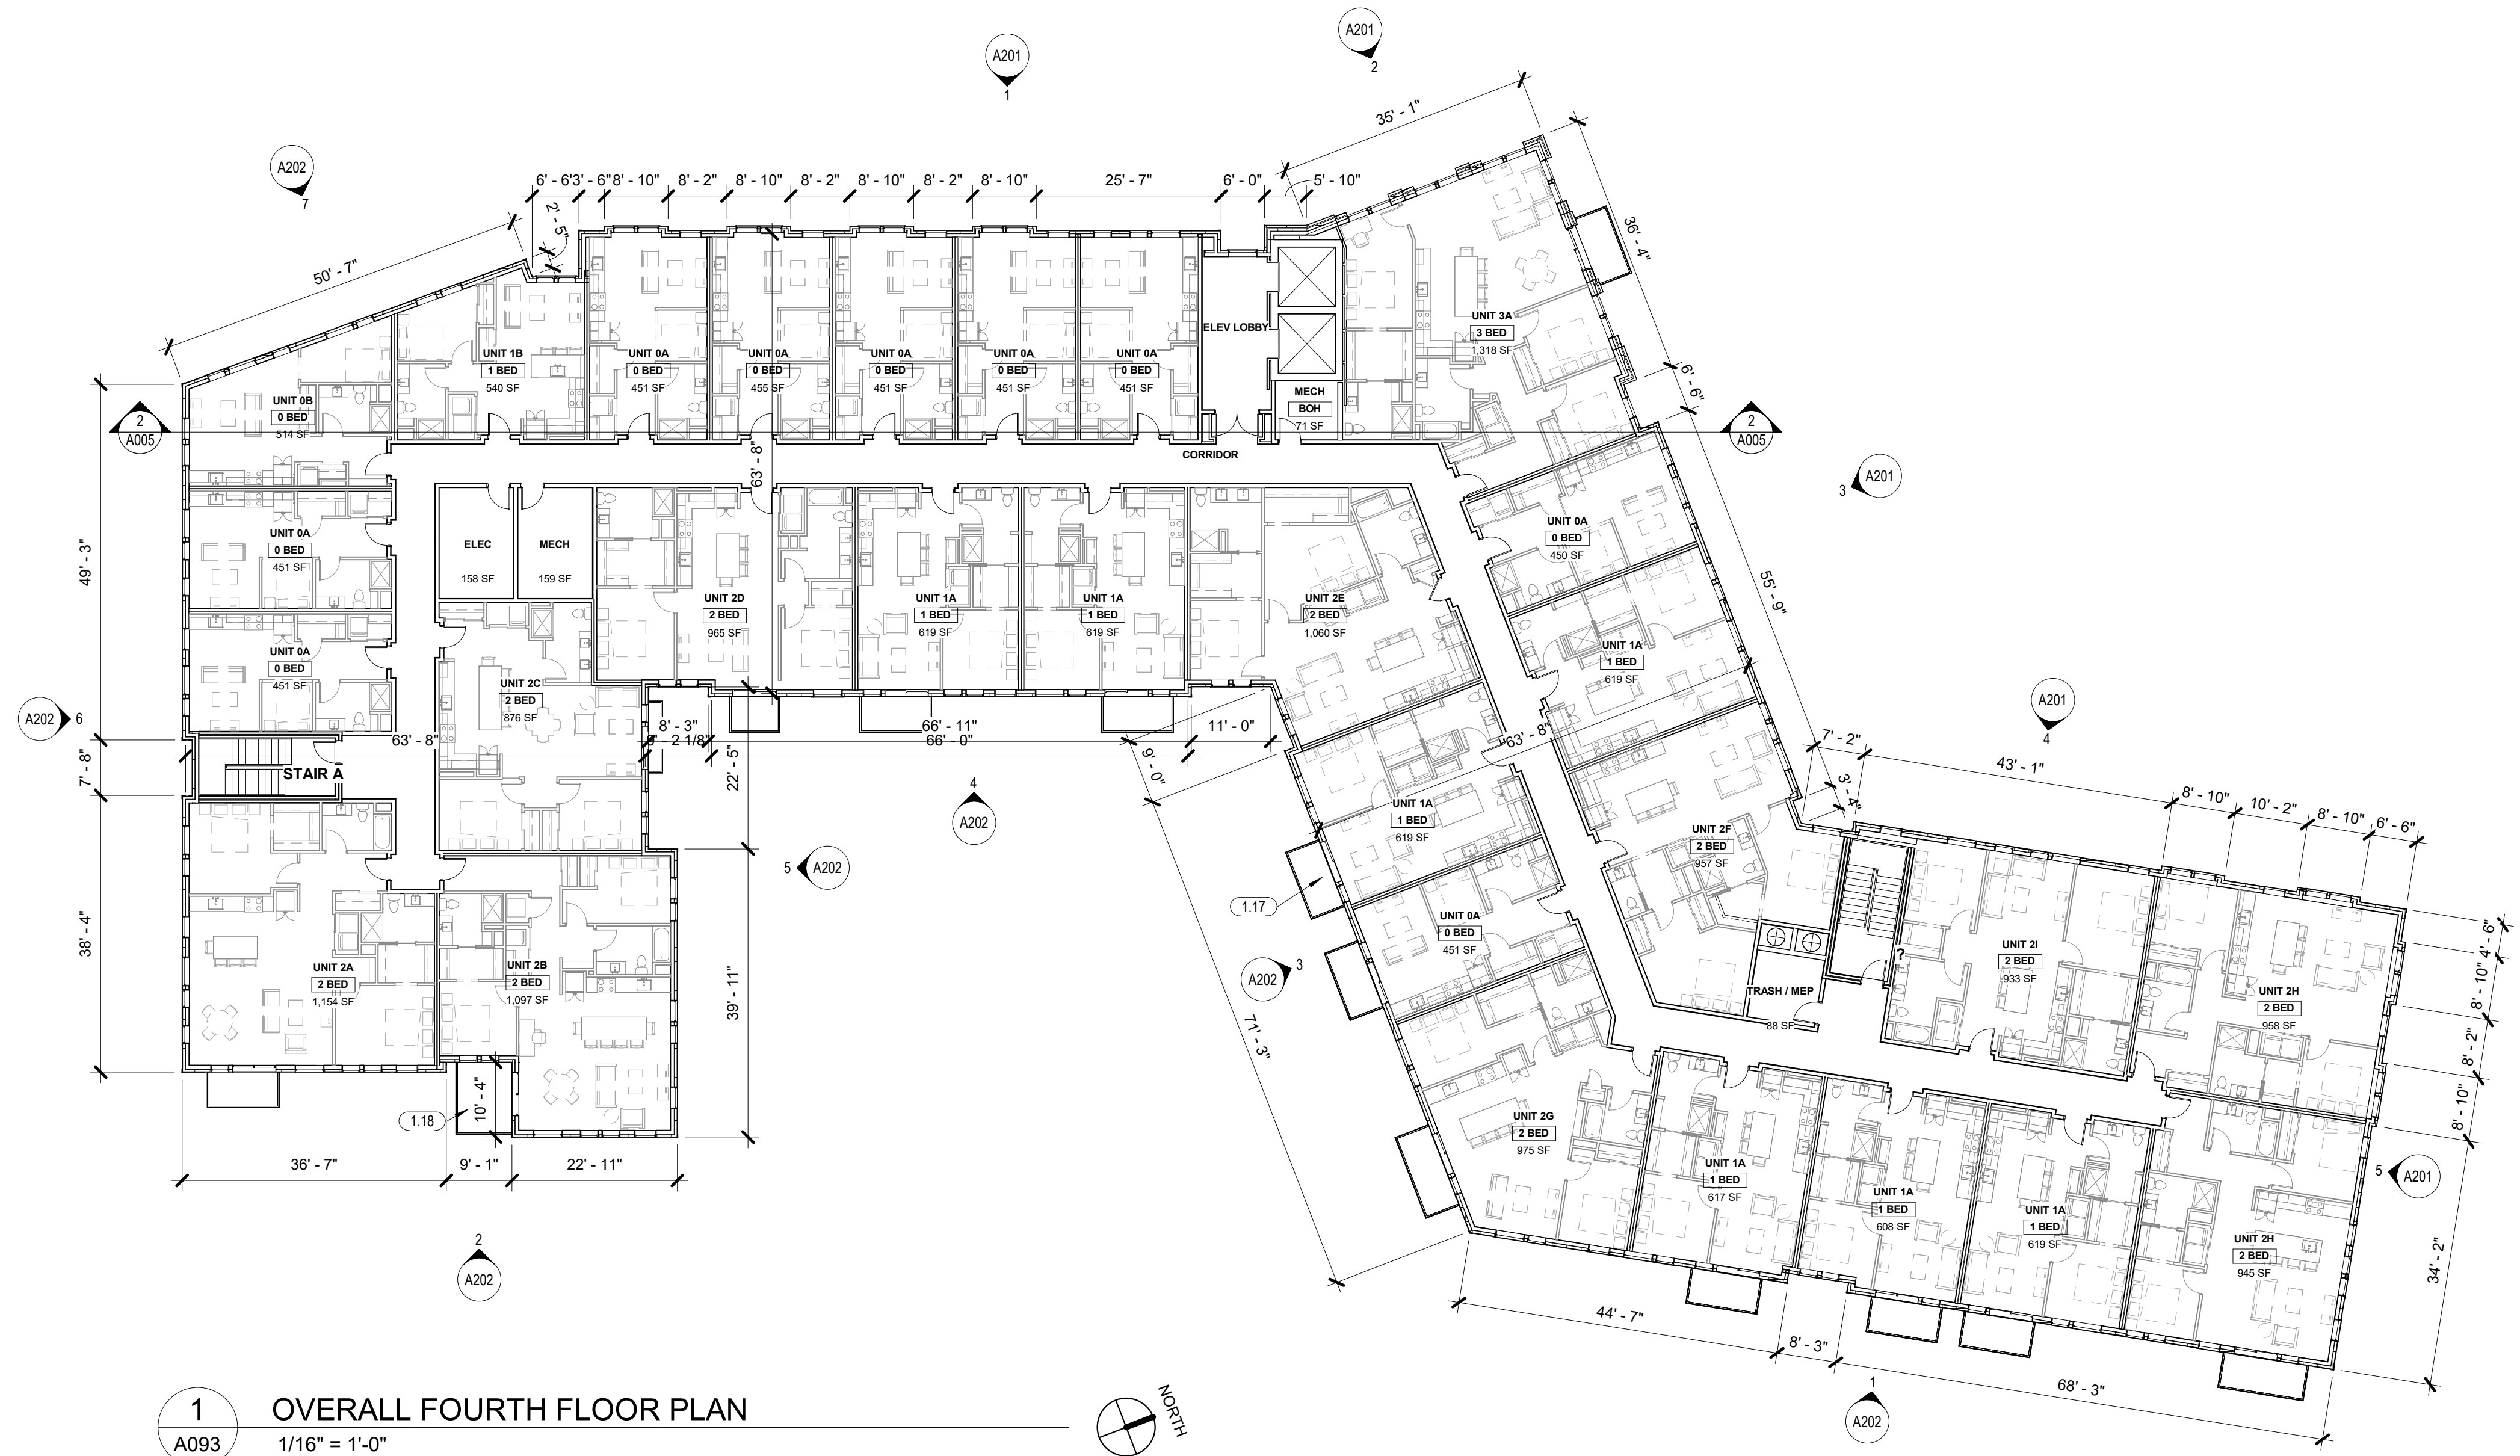 A201
1
A201
2
A202
7
35' - 1"
36' - 4"
6' - 6"
3' - 6"
8' - 10"
8' - 2"
8' - 10"
8' - 2"
8' - 10"
8' - 2"
8' - 10"
25' - 7"
6' - 0"
5' - 10"
2' - 5"
50' - 7"
6' - 6"
UNIT 3A
3 BED
1,318 SF
ELEV LOBBY
UNIT 1B
1 BED
540 SF
UNIT 0A
0 BED
451 SF
UNIT 0A
0 BED
455 SF
UNIT 0A
0 BED
451 SF
UNIT 0A
0 BED
451 SF
UNIT 0A
0 BED
451 SF
MECH
BOH
71 SF
UNIT 0B
0 BED
514 SF
2
A005
2
A005
CORRIDOR
63' - 8"
3
A201
49' - 3"
UNIT 0A
0 BED
451 SF
ELEC
158 SF
MECH
159 SF
UNIT 0A
0 BED
450 SF
55' - 9"
UNIT 2D
2 BED
965 SF
UNIT 1A
1 BED
619 SF
UNIT 1A
1 BED
619 SF
UNIT 2E
2 BED
1,060 SF
UNIT 0A
0 BED
451 SF
UNIT 1A
1 BED
619 SF
UNIT 2C
2 BED
876 SF
A202
6
A201
4
8' - 3"
66' - 11"
11' - 0"
63' - 8"
2 1/8"
66' - 0"
63' - 8"
9' - 0"
7' - 8"
STAIR A
22' - 5"
7' - 2"
43' - 1"
3' - 4"
8' - 10"
10' - 2"
8' - 10"
6' - 6"
4
A202
UNIT 1A
1 BED
619 SF
UNIT 2F
2 BED
957 SF
5
A202
1.17
UNIT 0A
0 BED
451 SF
38' - 4"
UNIT 2A
2 BED
1,154 SF
UNIT 2B
2 BED
1,097 SF
39' - 11"
A202
3
?
UNIT 2I
2 BED
933 SF
4' - 6"
8' - 10"
TRASH / MEP
88 SF
UNIT 2H
2 BED
958 SF
8' - 2"
71' - 3"
8' - 10"
10' - 4"
1.18
UNIT 2G
2 BED
975 SF
36' - 7"
9' - 1"
22' - 11"
UNIT 1A
1 BED
617 SF
UNIT 1A
1 BED
608 SF
UNIT 1A
1 BED
619 SF
5
A201
UNIT 2H
2 BED
945 SF
34' - 2"
2
A202
44' - 7"
8' - 3"
68' - 3"
1
A202
1
A093
OVERALL FOURTH FLOOR PLAN
1/16" = 1'-0"
NORTH